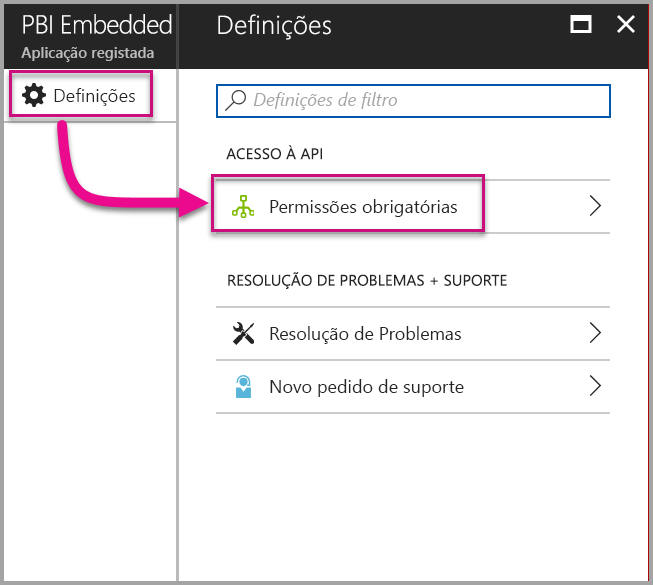 PBI Embedded
Aplicação registada
Definições
Definições
Definições de filtro
ACESSO À API
Permissões obrigatórias
RESOLUÇÃO DE PROBLEMAS + SUPORTE
Resolução de Problemas
Novo pedido de suporte